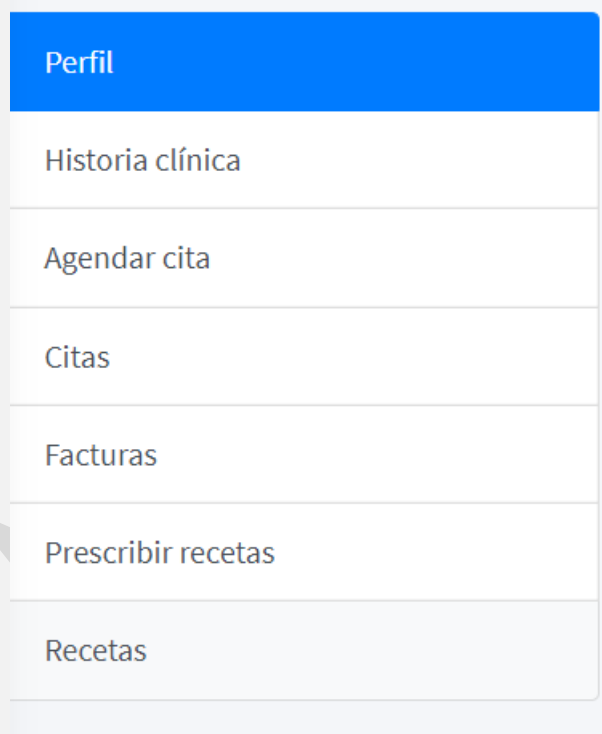 Perfil
Historia clínica
Agendar cita
Citas
Facturas
Prescribir recetas
Recetas